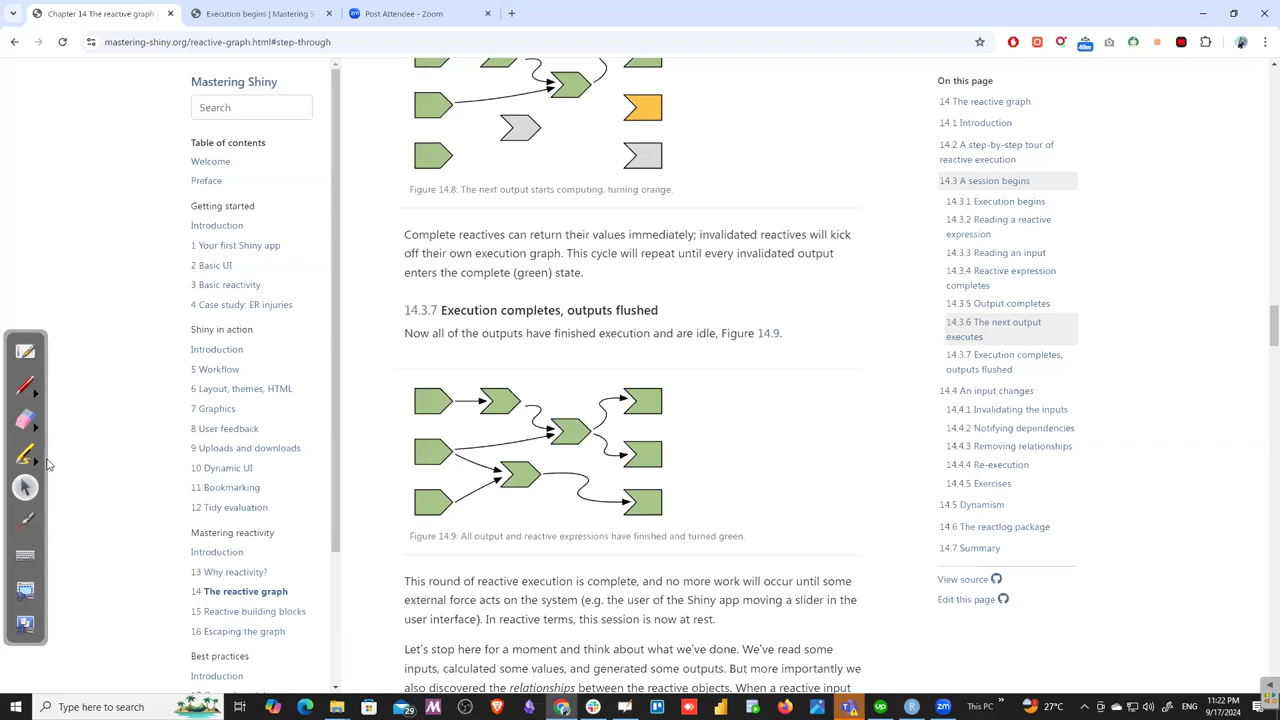 Chapter 14 The reactive graph
Execution begins | Mastering S
Post Attendee - Zoom
mastering-shiny.org/reactive-graph.html#step-through
40m
Mastering Shiny
Search
Table of contents
Welcome
Preface
Getting started
Introduction
1 Your first Shiny app
2 Basic UI
3 Basic reactivity
4 Case study: ER injuries
Shiny in action
Introduction
5 Workflow
6 Layout, themes, HTML
7 Graphics
8 User feedback
9 Uploads and downloads
10 Dynamic UI
11 Bookmarking
12 Tidy evaluation
Mastering reactivity
Introduction
13 Why reactivity?
14 The reactive graph
15 Reactive building blocks
16 Escaping the graph
Best practices
Introduction
Figure 14.8: The next output starts computing, turning orange.
Complete reactives can return their values immediately; invalidated reactives will kick
off their own execution graph. This cycle will repeat until every invalidated output
enters the complete (green) state.
14.3.7 Execution completes, outputs flushed
Now all of the outputs have finished execution and are idle, Figure 14.9.
Figure 14.9: All output and reactive expressions have finished and turned green.
This round of reactive execution is complete, and no more work will occur until some
external force acts on the system (e.g. the user of the Shiny app moving a slider in the
user interface). In reactive terms, this session is now at rest.
Let's stop here for a moment and think about what we've done. We've read some
inputs, calculated some values, and generated some outputs. But more importantly we
also discovered the relationships between the reactive objects. When a reactive input
On this page
14 The reactive graph
14.1 Introduction
14.2 A step-by-step tour of
reactive execution
14.3 A session begins
14.3.1 Execution begins
14.3.2 Reading a reactive
expression
14.3.3 Reading an input
14.3.4 Reactive expression
completes
14.3.5 Output completes
14.3.6 The next output
executes
14.3.7 Execution completes,
outputs flushed
14.4 An input changes
14.4.1 Invalidating the inputs
14.4.2 Notifying dependencies
14.4.3 Removing relationships
14.4.4 Re-execution
14.4.5 Exercises
14.5 Dynamism
14.6 The reactlog package
14.7 Summary
View source
Edit this page
Type here to search
29
This PC
27°C
11:22 PM
9/17/2024